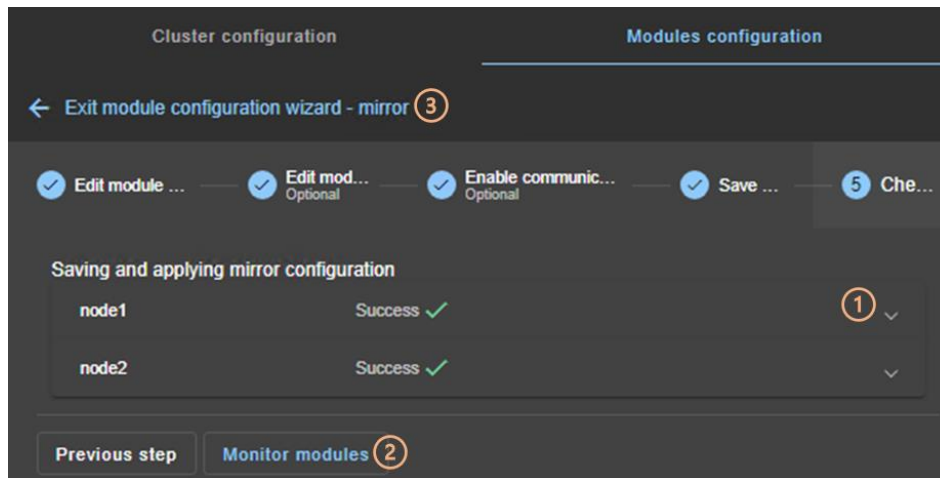 Cluster configuration Modules configuration
Exit module configuration wizard - mirror 3
Edit module ... Edit mod... Enable communic... Save ... 5 Che...
Optional Optional
Saving and applying mirror configuration
node1 Success 1
node2 Success
Previous step Monitor modules 2